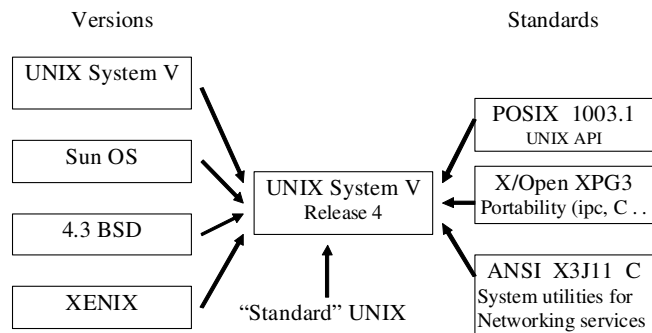 Versions
Standards
UNIX System V
Sun OS
4.3 BSD
XENIX
UNIX System V
Release 4
"Standard" UNIX
POSIX 1003.1
UNIX API
X/Open XPG3
Portability (ipc, C . .
ANSI X3J11 C
System utilities for
Networking services